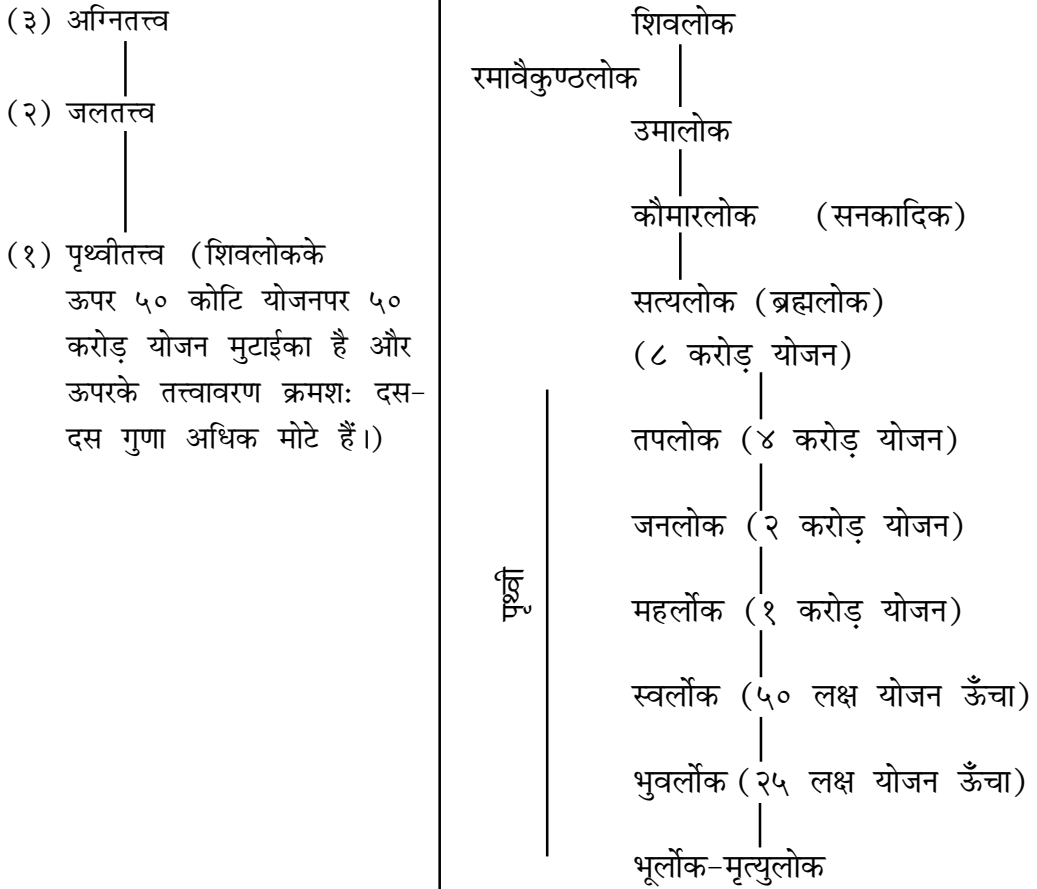 (३) अग्नितत्त्व
(२) जलतत्त्व
(१) पृथ्वीतत्त्व (शिवलोकके
ऊपर ५० कोटि योजनपर ५०
करोड़ योजन मुटाईका है और
ऊपरके तत्त्वावरण क्रमशः दस-
दस गुणा अधिक मोटे हैं।)
शिवलोक
रमावैकुण्ठलोक
उमालोक
कौमारलोक (सनकादिक)
सत्यलोक (ब्रह्मलोक)
(८ करोड़ योजन)
तपलोक (४ करोड़ योजन)
जनलोक (२ करोड़ योजन)
पृथ्वी
महर्लोक (१ करोड़ योजन)
स्वर्लोक (५० लक्ष योजन ऊँचा)
भुवर्लोक (२५ लक्ष योजन ऊँचा)
भूर्लोक-मृत्युलोक